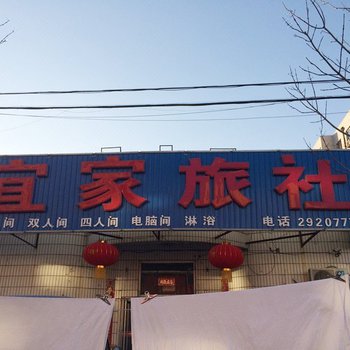 宜家旅社
间 双人间 四人间 电脑间 淋浴 电话 292077